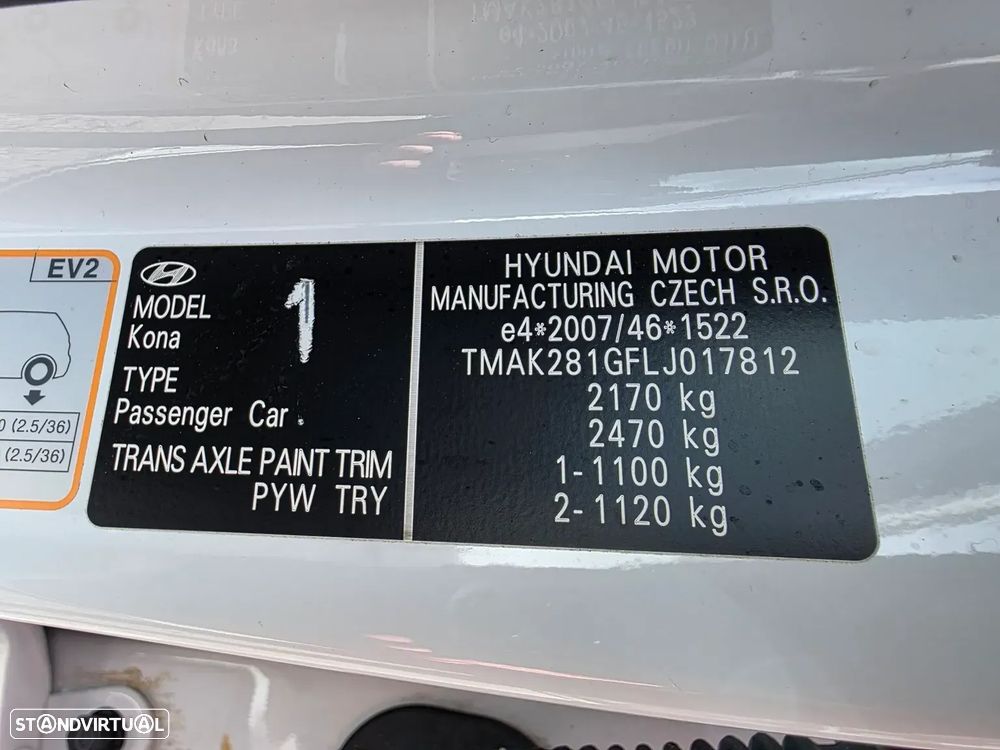 EV2
0 (2.5/36)
(2.5/36)
MODEL
Kona
1
TYPE
Passenger Car
TRANS AXLE PAINT TRIM
PYW TRY
HYUNDAI MOTOR
MANUFACTURING CZECH S.R.O.
e4*2007/46*1522
TMAK281GFLJ017812
2170 kg
2470 kg
1-1100 kg
2-1120 kg
STANDVIRTUAL